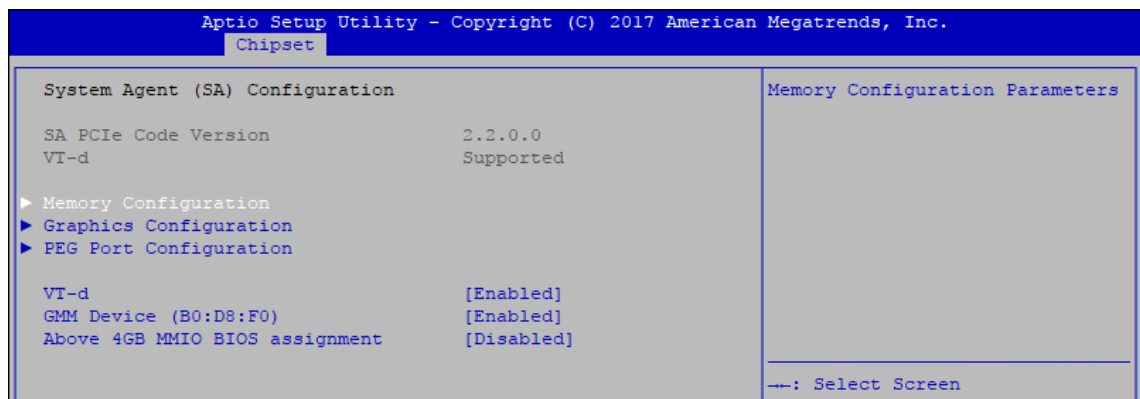 Aptio Setup Utility - Copyright (C) 2017 American Megatrends, Inc.
Chipset
System Agent (SA) Configuration
Memory Configuration Parameters
SA PCIe Code Version 2.2.0.0
VT-d Supported
► Memory Configuration
► Graphics Configuration
► PEG Port Configuration
VT-d [Enabled]
GMM Device (B0:D8:F0) [Enabled]
Above 4GB MMIO BIOS assignment [Disabled]
→←: Select Screen